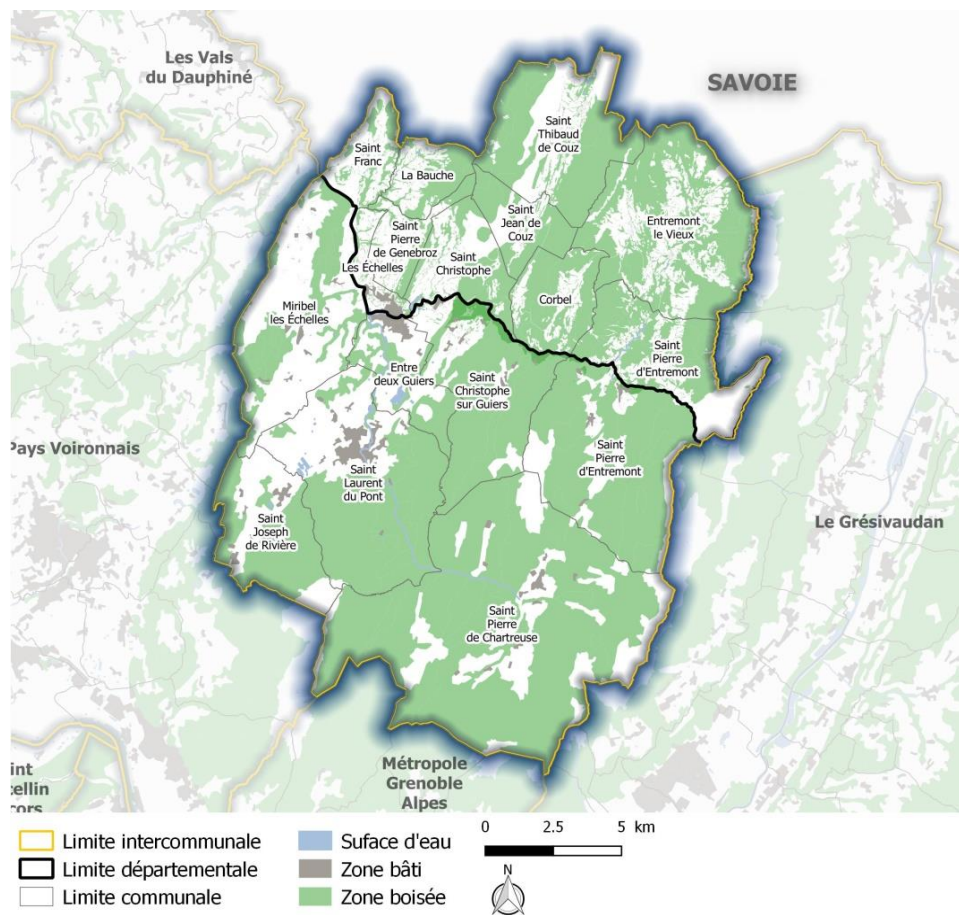 Les Vals
du Dauphiné
SAVOIE
Saint
Thibaud
de Couz
Saint
Franc
La Bauche
Saint
Jean de
Couz
Entremont
le Vieux
Saint
Pierre
de Genebroz
Saint
Christophe
Les Échelles
Corbel
Miribel
les Échelles
Saint
Pierre
d'Entremont
Entre
deux Guiers
Saint
Christophe
sur Guiers
Pays Voironnais
Saint
Pierre
d'Entremont
Saint
Laurent
du Pont
Saint
Joseph
de Rivière
Le Grésivaudan
Saint
Pierre
de Chartreuse
Métropole
Grenoble
Alpes
int
cellin
cors
Limite intercommunale
Limite départementale
Limite communale
Suface d'eau
Zone bâti
Zone boisée
0 2.5 5 km
N